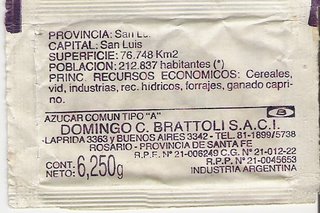 PROVINCIA: San Lu
CAPITAL: San Luis
SUPERFICIE: 76.748 Km2
POBLACION: 212.837 habitantes (*)
PRINC. RECURSOS ECONOMICOS: Cereales,
vid, industrias, rec. hídricos, forrajes, ganado capri-
no.
AZUCAR COMUN TIPO "A"
DOMINGO C. BRATTOLI S.A.C.I.
LAPRIDA 3363 y BUENOS AIRES 3342 - TEL. 81-1899/5738
ROSARIO - PROVINCIA DE SANTA FE
R.P.E. Nº 21-006249 C.G. Nº 21-012-22
R.P.P. Nº 21-0045653
CONT. NETO: 6,250g
INDUSTRIA ARGENTINA